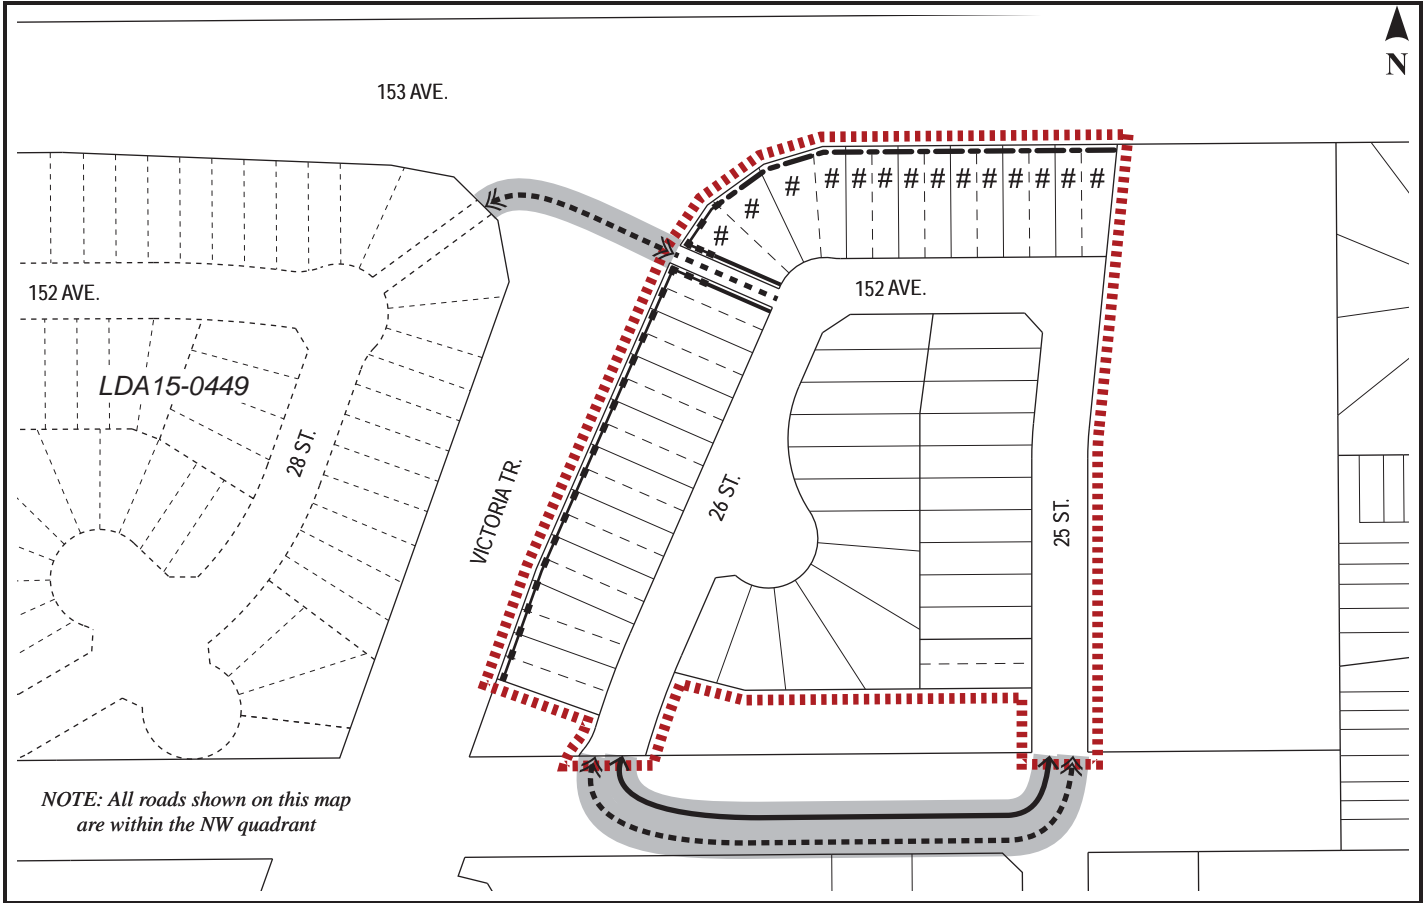 N
153 AVE.
# # # # # # # # # # #
#
#
#
152 AVE.
152 AVE.
LDA15-0449
28 ST.
VICTORIA TR.
26 ST.
25 ST.
NOTE: All roads shown on this map
are within the NW quadrant